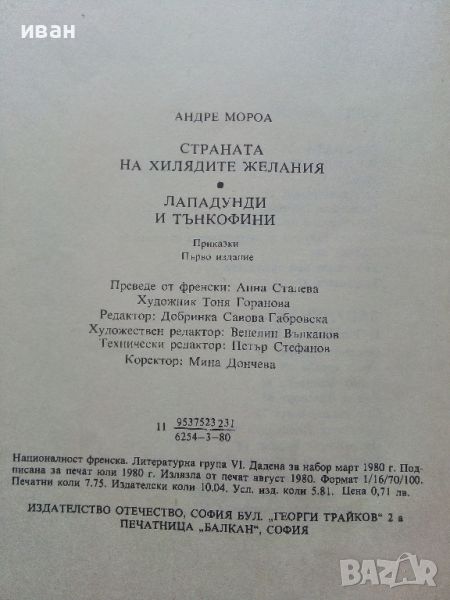 иван
АНДРЕ МОРОА
СТРАНАТА
НА ХИЛЯДИТЕ ЖЕЛАНИЯ
•
ЛАПАДУНДИ
И ТЪНКОФИНИ
Приказки
Първо издание
Преведе от френски: Анна Сталева
Художник Тоня Горанова
Редактор: Добринка Савова-Габровска
Художествен редактор: Венелин Вълканов
Технически редактор: Петър Стефанов
Коректор: Мина Дончева
11 9537523231
6254–3–80
Националност френска. Литературна група VI. Дадена за набор март 1980 г. Под-
писана за печат юли 1980 г. Излязла от печат август 1980. Формат 1/16/70/100.
Печатни коли 7.75. Издателски коли 10.04. Усл. изд. коли 5.81. Цена 0,71 лв.
ИЗДАТЕЛСТВО ОТЕЧЕСТВО, СОФИЯ БУЛ. „ГЕОРГИ ТРАЙКОВ" 2 а
ПЕЧАТНИЦА „БАЛКАН", СОФИЯ
BAZAR